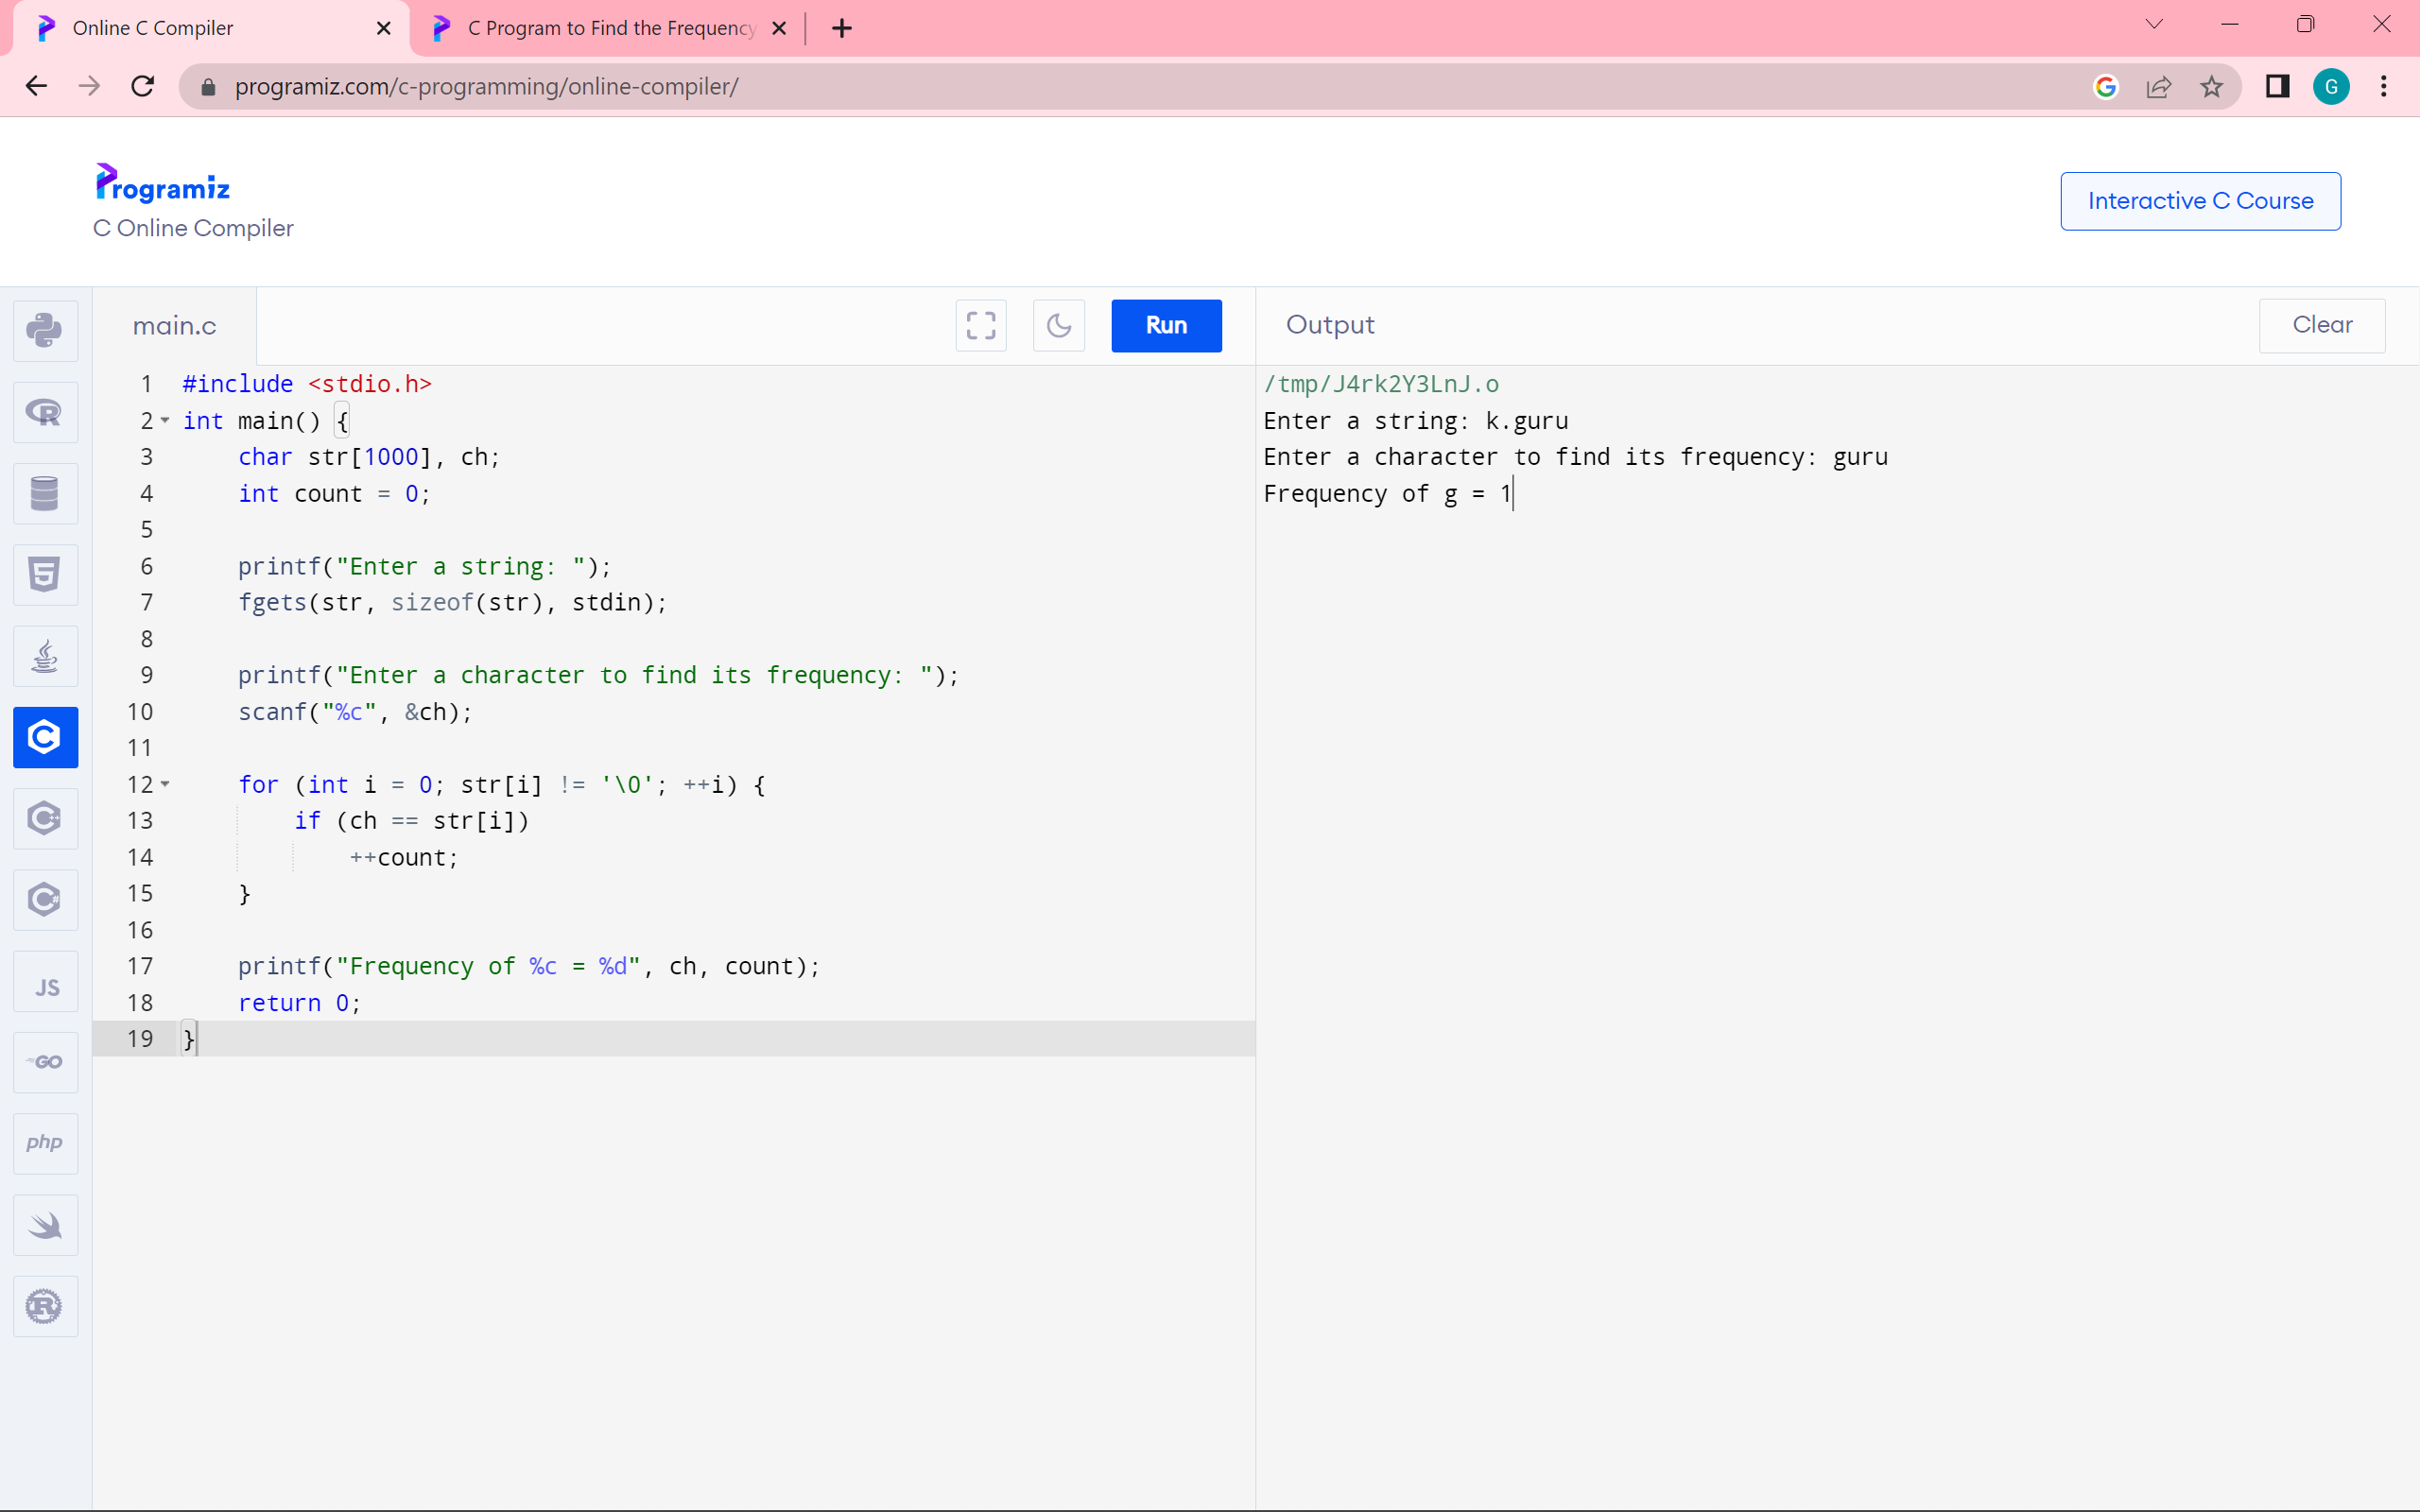 Online C Compiler
C Program to Find the Frequency
programiz.com/c-programming/online-compiler/
G
Programiz
C Online Compiler
Interactive C Course
main.c
Run
Output
Clear
1 #include <stdio.h>
2 int main() {
3     char str[1000], ch;
4     int count = 0;
5
6     printf("Enter a string: ");
7     fgets(str, sizeof(str), stdin);
8
9     printf("Enter a character to find its frequency: ");
10     scanf("%c", &ch);
11
12     for (int i = 0; str[i] != '\0'; ++i) {
13         if (ch == str[i])
14             ++count;
15     }
16
17     printf("Frequency of %c = %d", ch, count);
18     return 0;
19 }
/tmp/J4rk2Y3LnJ.o
Enter a string: k.guru
Enter a character to find its frequency: guru
Frequency of g = 1
R
5
C
C++
C#
JS
GO
php
R